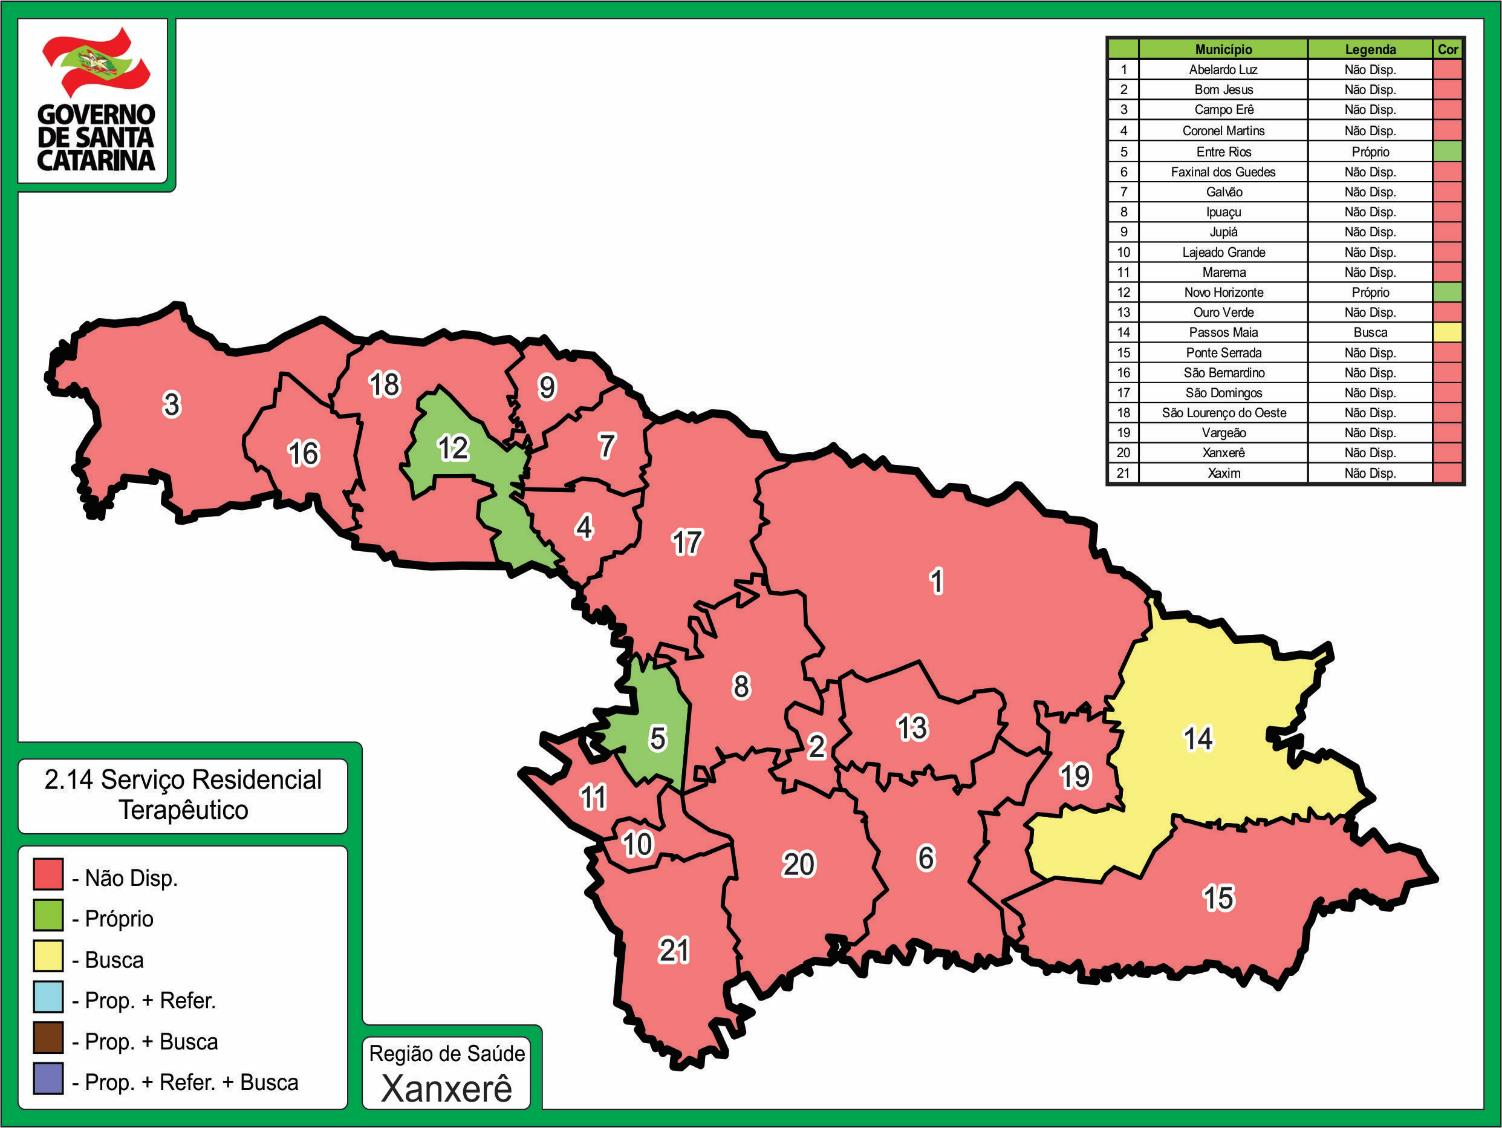 GOVERNO
DE SANTA
CATARINA
Município Legenda Cor
1 Abelardo Luz Não Disp.
2 Bom Jesus Não Disp.
3 Campo Erê Não Disp.
4 Coronel Martins Não Disp.
5 Entre Rios Próprio
6 Faxinal dos Guedes Não Disp.
7 Galvão Não Disp.
8 Ipuaçu Não Disp.
9 Jupiá Não Disp.
10 Lajeado Grande Não Disp.
11 Marema Não Disp.
12 Novo Horizonte Próprio
13 Ouro Verde Não Disp.
14 Passos Maia Busca
15 Ponte Serrada Não Disp.
16 São Bernardino Não Disp.
17 São Domingos Não Disp.
18 São Lourenço do Oeste Não Disp.
19 Vargeão Não Disp.
20 Xanxerê Não Disp.
21 Xaxim Não Disp.
3
18
9
16
12
7
4
17
1
8
5
2
13
19
14
11
10
20
6
15
21
2.14 Serviço Residencial
Terapêutico
- Não Disp.
- Próprio
- Busca
- Prop. + Refer.
- Prop. + Busca
- Prop. + Refer. + Busca
Região de Saúde
Xanxerê